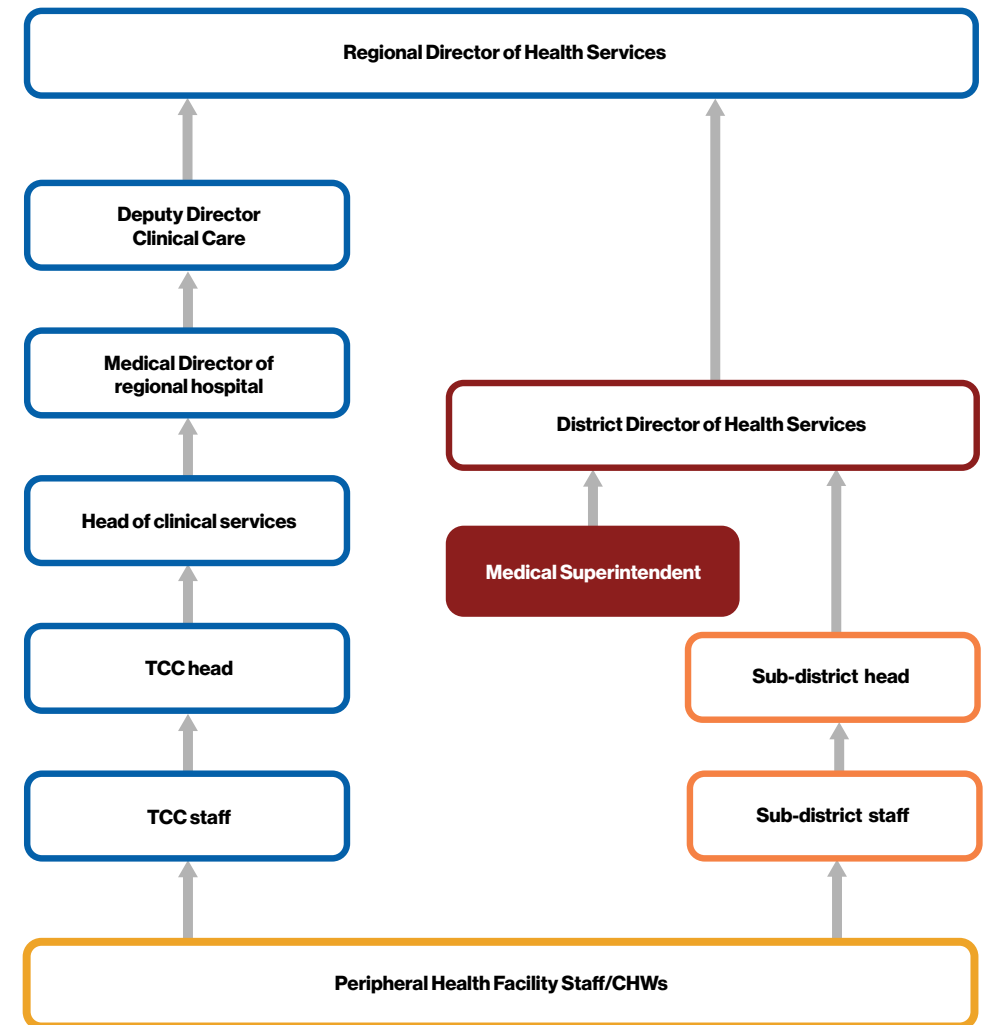 Regional Director of Health Services
Deputy Director
Clinical Care
Medical Director of
regional hospital
District Director of Health Services
Head of clinical services
Medical Superintendent
TCC head
Sub-district head
TCC staff
Sub-district staff
Peripheral Health Facility Staff/CHWs